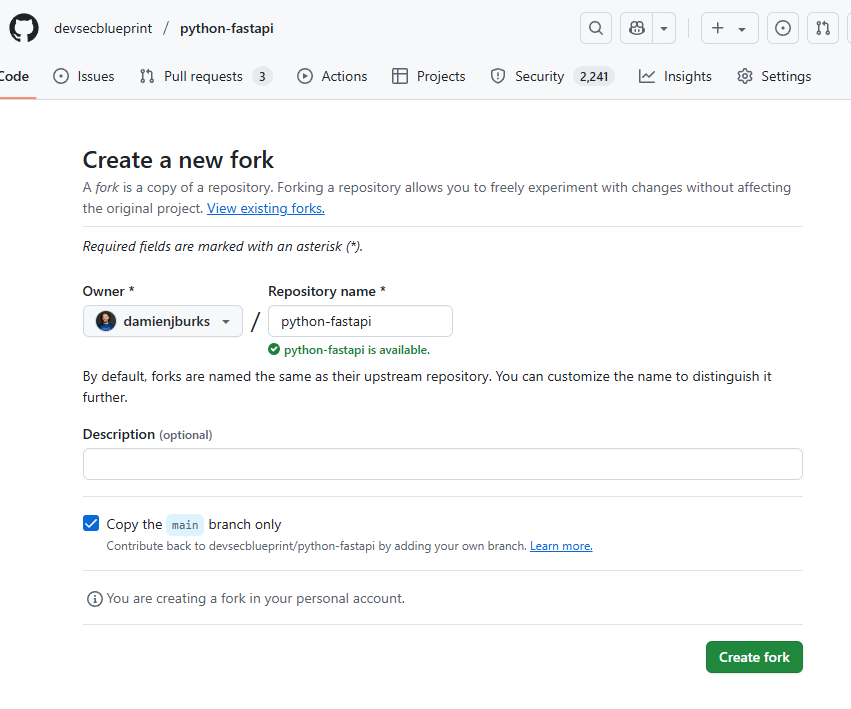 devsecblueprint / python-fastapi
Code
Issues
Pull requests 3
Actions
Projects
Security 2,241
Insights
Settings
Create a new fork
A fork is a copy of a repository. Forking a repository allows you to freely experiment with changes without affecting
the original project. View existing forks.
Required fields are marked with an asterisk (*).
Owner *
Repository name *
damienjburks
/
python-fastapi
python-fastapi is available.
By default, forks are named the same as their upstream repository. You can customize the name to distinguish it
further.
Description (optional)
Copy the main branch only
Contribute back to devsecblueprint/python-fastapi by adding your own branch. Learn more.
You are creating a fork in your personal account.
Create fork